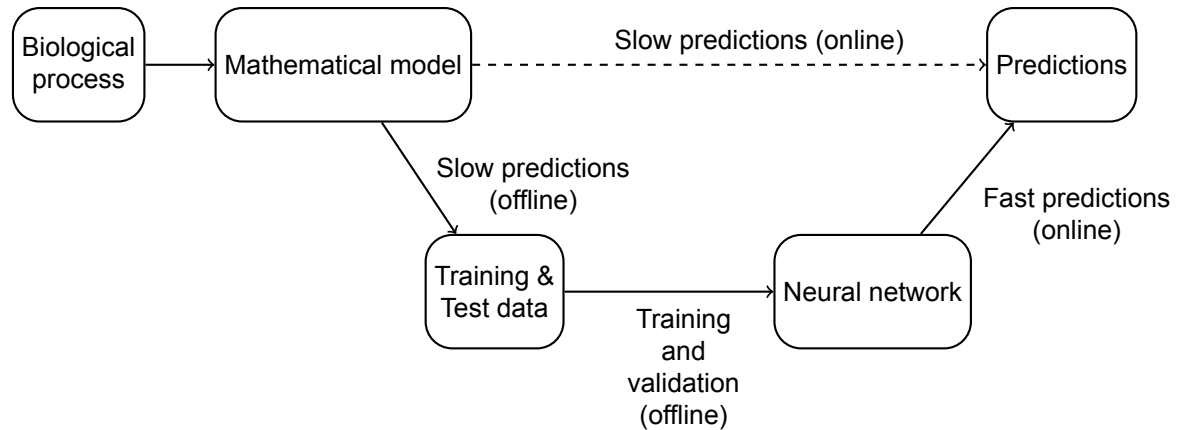 Biological
process
Mathematical model
Slow predictions (online)
Predictions
Slow predictions
(offline)
Fast predictions
(online)
Training &
Test data
Neural network
Training
and
validation
(offline)